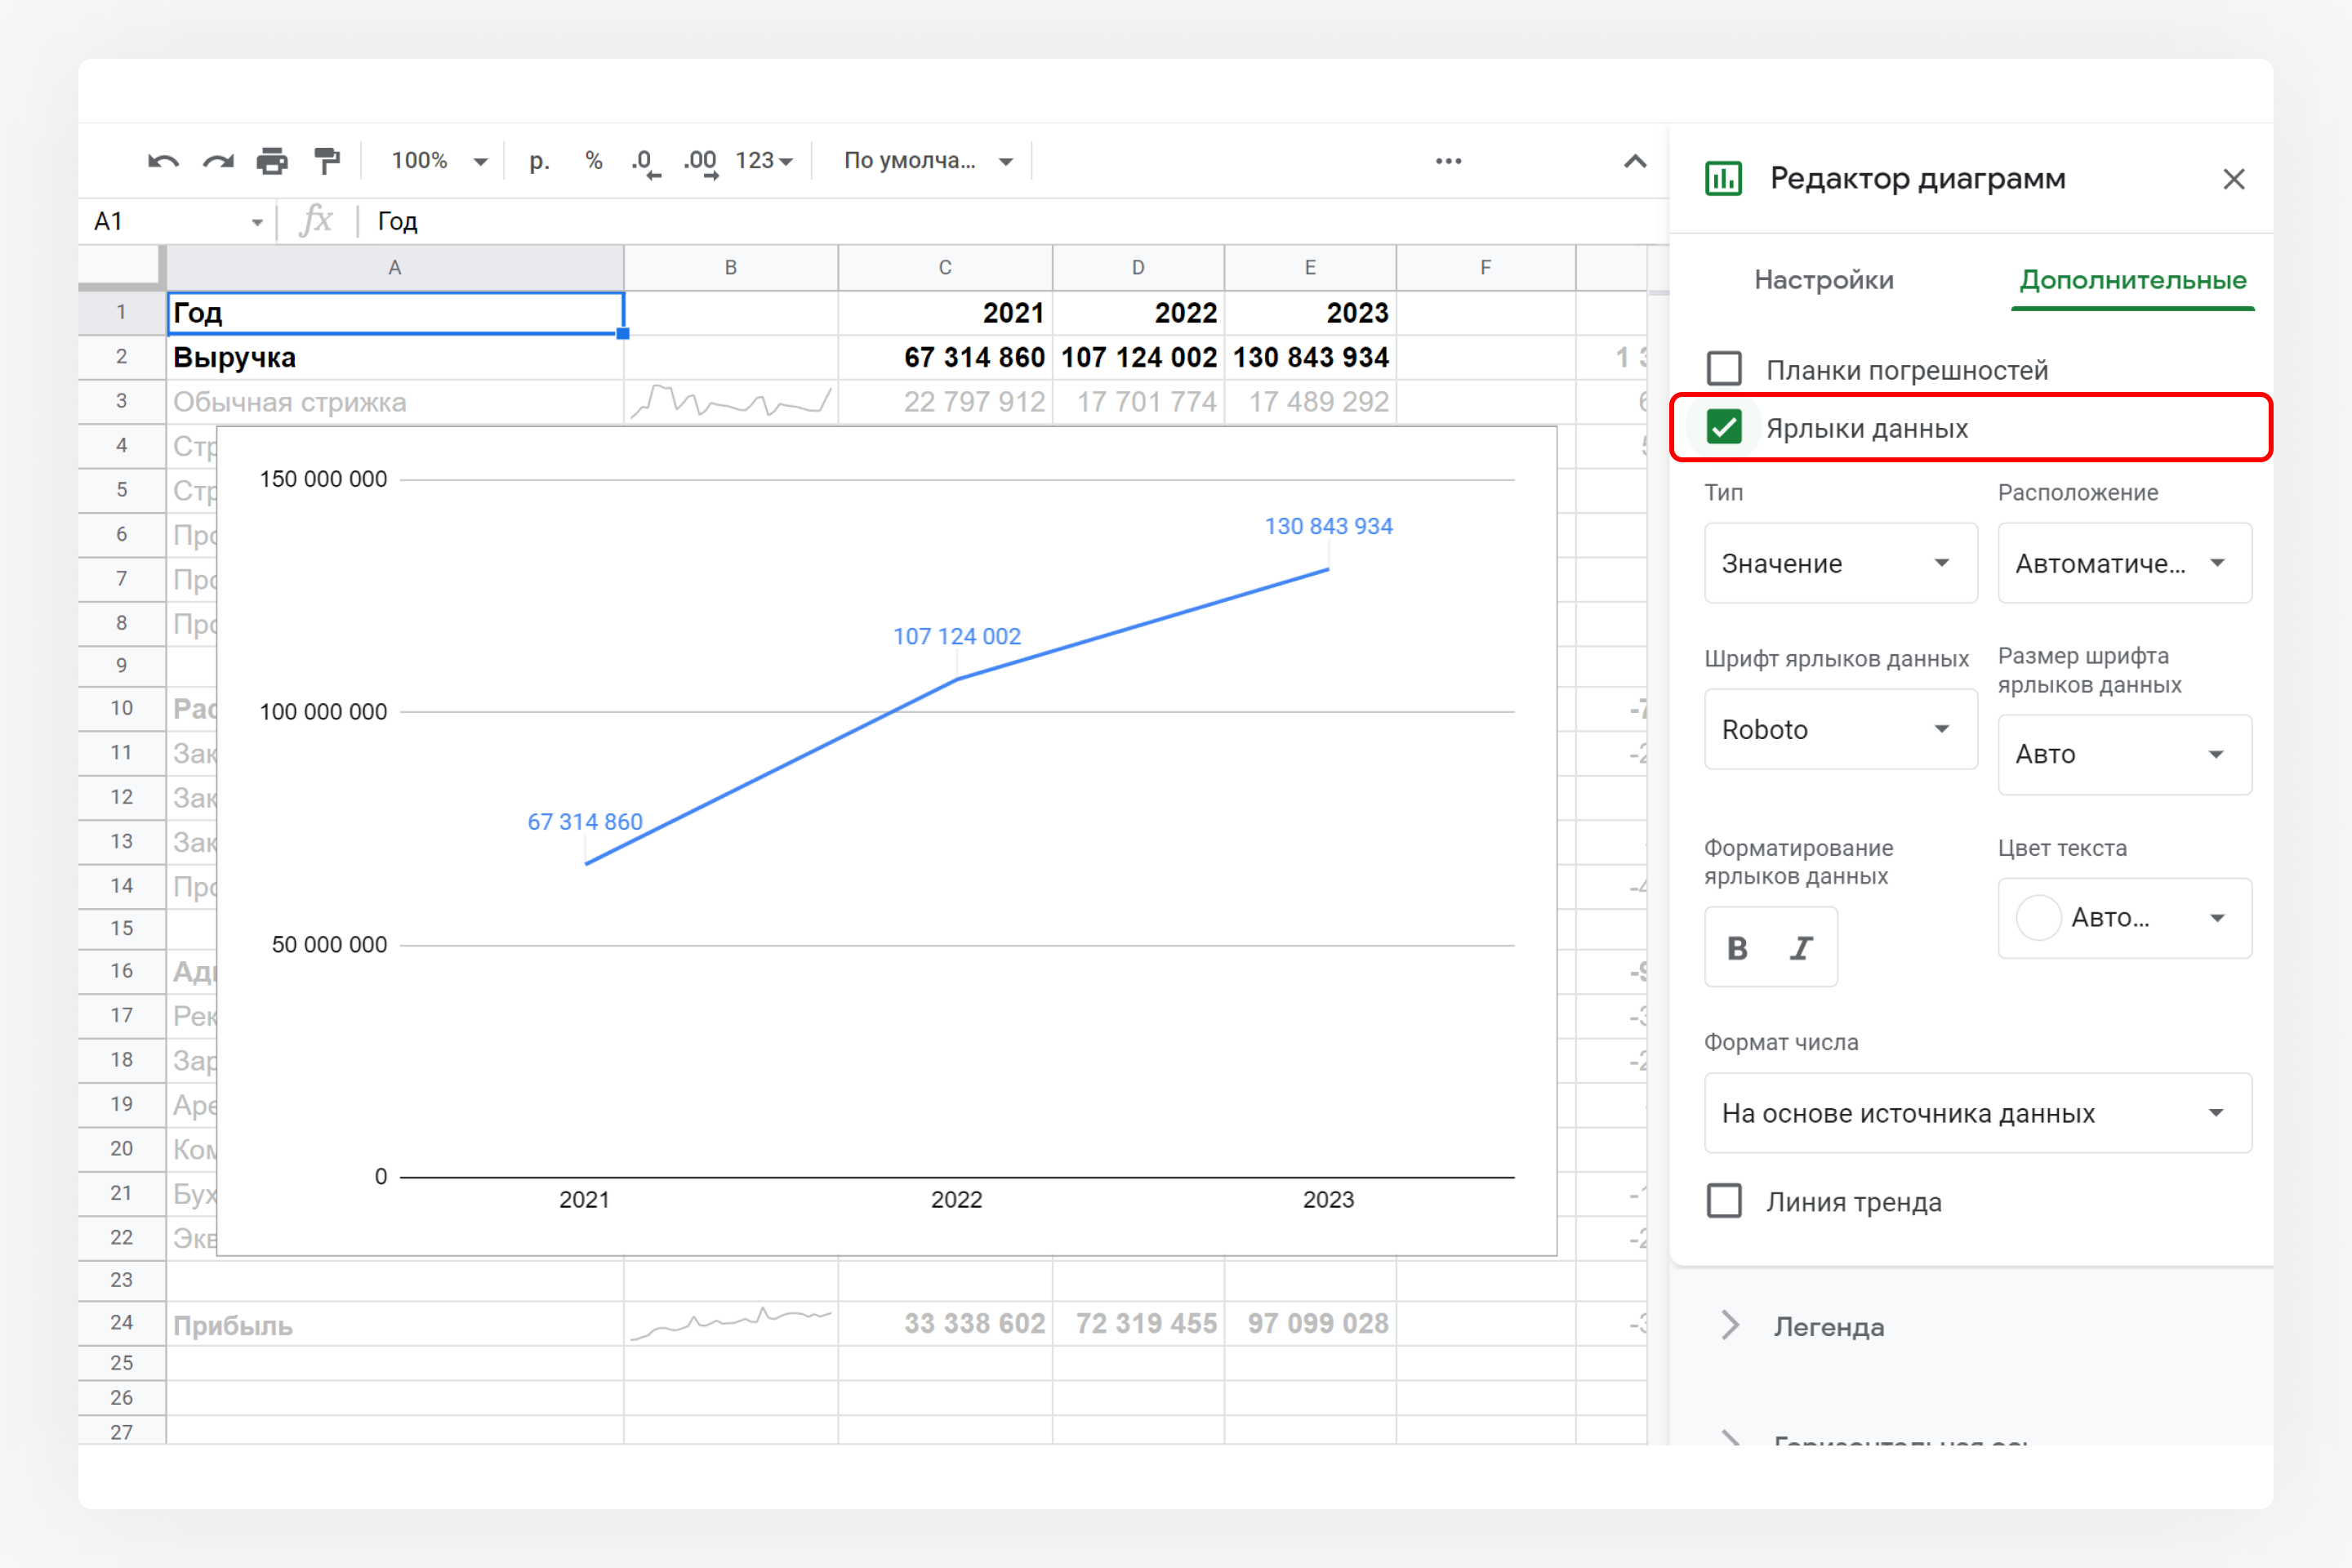 100% р. % .0 .00 123 По умолча...
A1 fx Год
A B C D E F
1 Год 2021 2022 2023
2 Выручка 67 314 860 107 124 002 130 843 934
3 Обычная стрижка 22 797 912 17 701 774 17 489 292
4 Стр
5 Стр
6 Про
7 Про
8 Про
9
10 Рас
11 Зак
12 Зак
13 Зак
14 Про
15
16 Ад
17 Рек
18 Зар
19 Аре
20 Ком
21 Бух
22 Экв
23
24 Прибыль 33 338 602 72 319 455 97 099 028
25
26
27
150 000 000
130 843 934
107 124 002
100 000 000
67 314 860
50 000 000
0
2021 2022 2023
Редактор диаграмм
Настройки Дополнительные
Планки погрешностей
Ярлыки данных
Тип Расположение
Значение Автоматиче...
Шрифт ярлыков данных
Размер шрифта
ярлыков данных
Roboto
Авто
Форматирование
ярлыков данных
Цвет текста
Авто...
B I
Формат числа
На основе источника данных
Линия тренда
Легенда